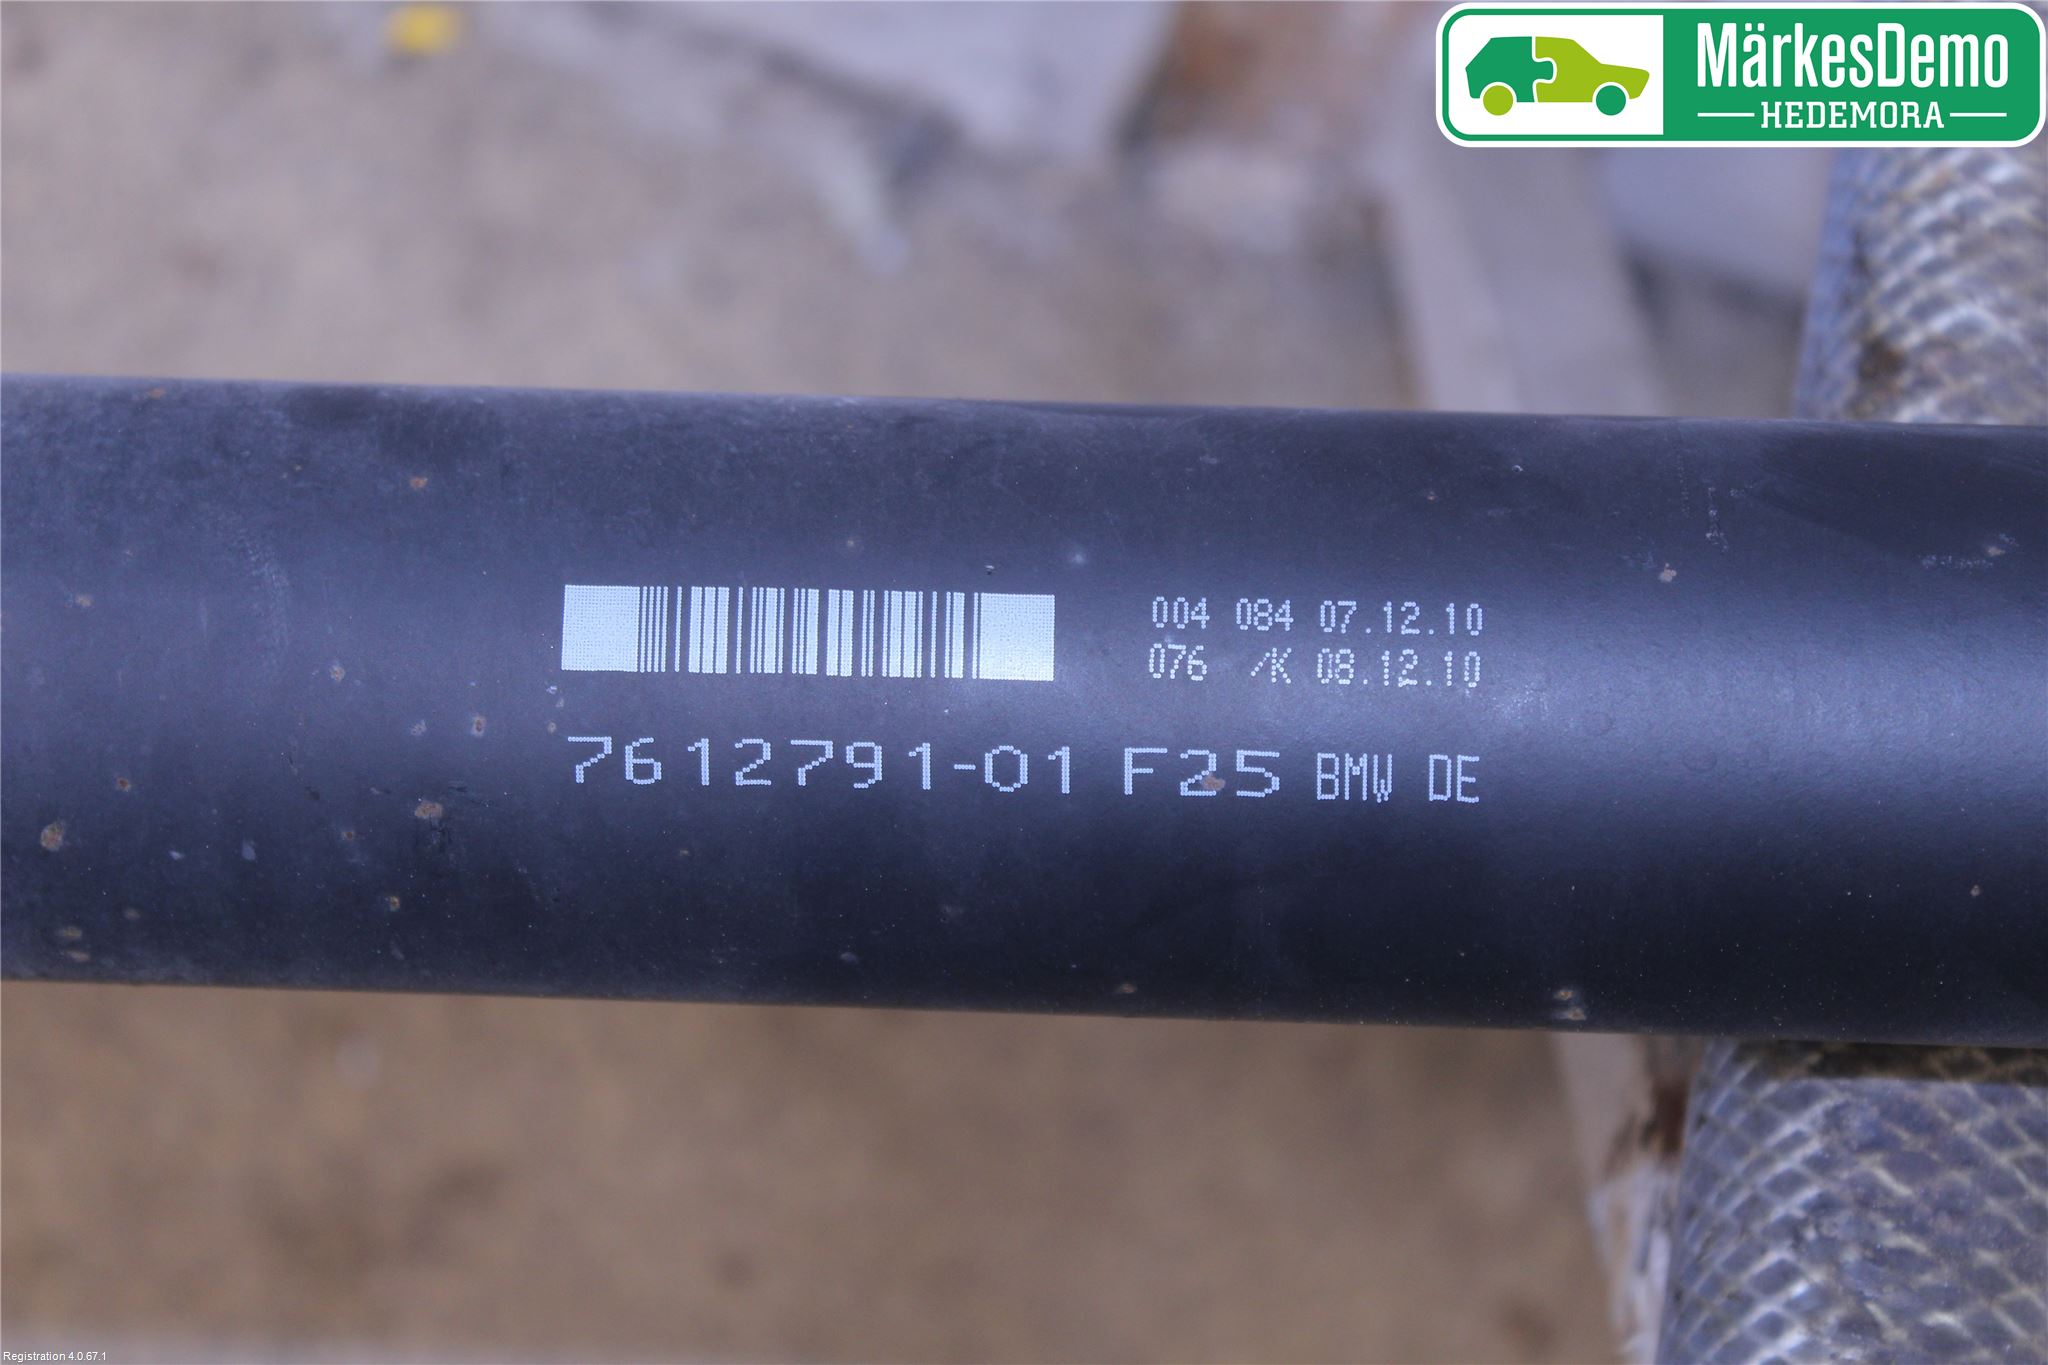 MärkesDemo
HEDEMORA
004 084 07.12.10
076 /K 08.12.10
7612791-01 F25 BMW DE
Registration 4.0.67.1